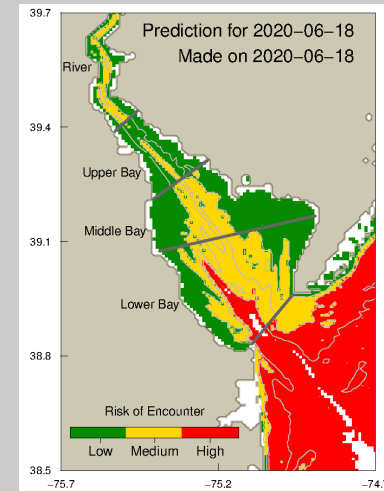 Prediction for 2020−06−18
Made on 2020−06−18
39.7
River
39.4
Upper Bay
Middle Bay
39.1
Lower Bay
38.8
Risk of Encounter
Low Medium High
38.5
−75.7 −75.2